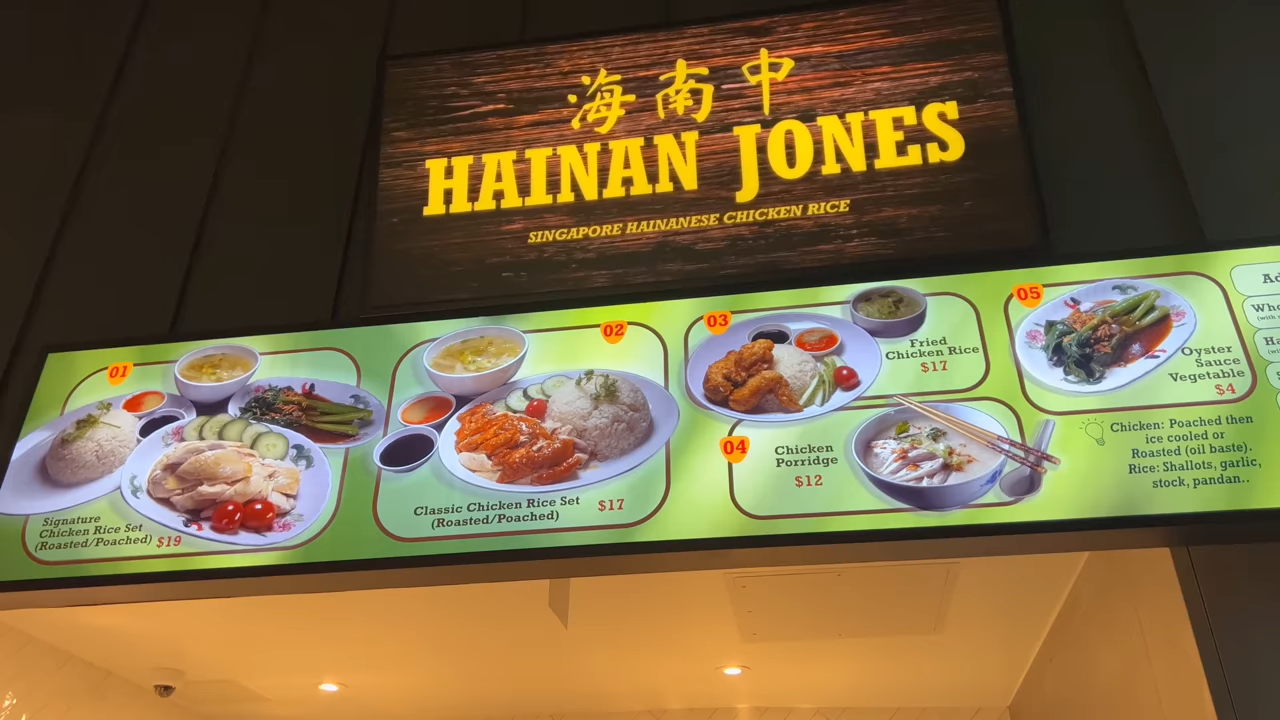 海南中
HAINAN JONES
SINGAPORE HAINANESE CHICKEN RICE
01
Signature
Chicken Rice Set
(Roasted/Poached) $19
02
Classic Chicken Rice Set
(Roasted/Poached)
$17
03
Fried
Chicken Rice
$17
04
Chicken
Porridge
$12
05
Oyster
Sauce
Vegetable
$4
Chicken: Poached then
ice cooled or
Roasted (oil baste).
Rice: Shallots, garlic,
stock, pandan..